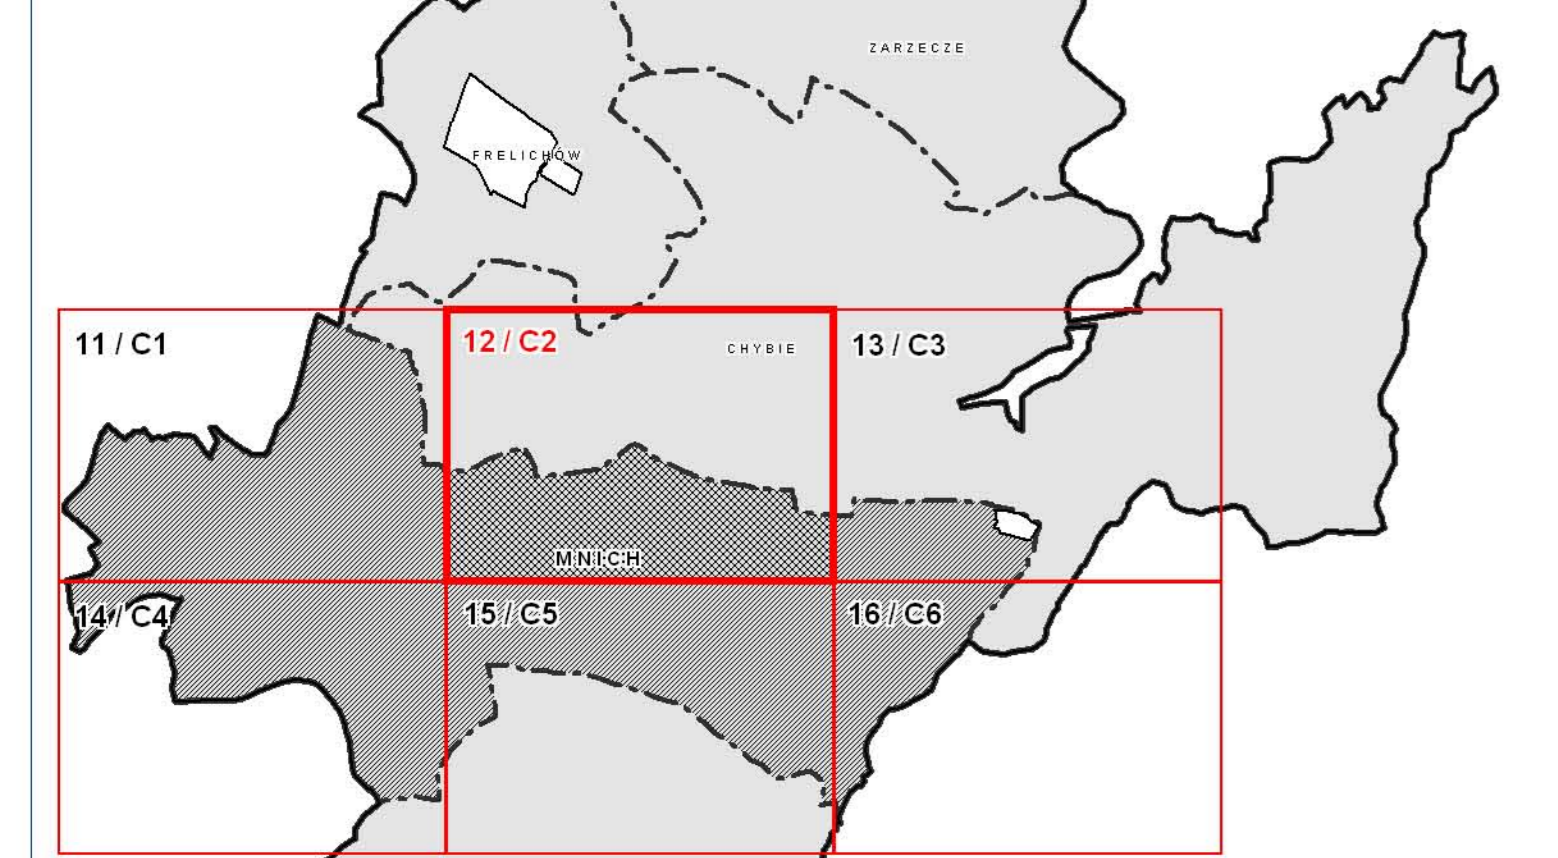 ZARZECZE
FRELICHÓW
11 / C1
12 / C2
CHYBIE
13 / C3
MNICH
14 / C4
15 / C5
16 / C6